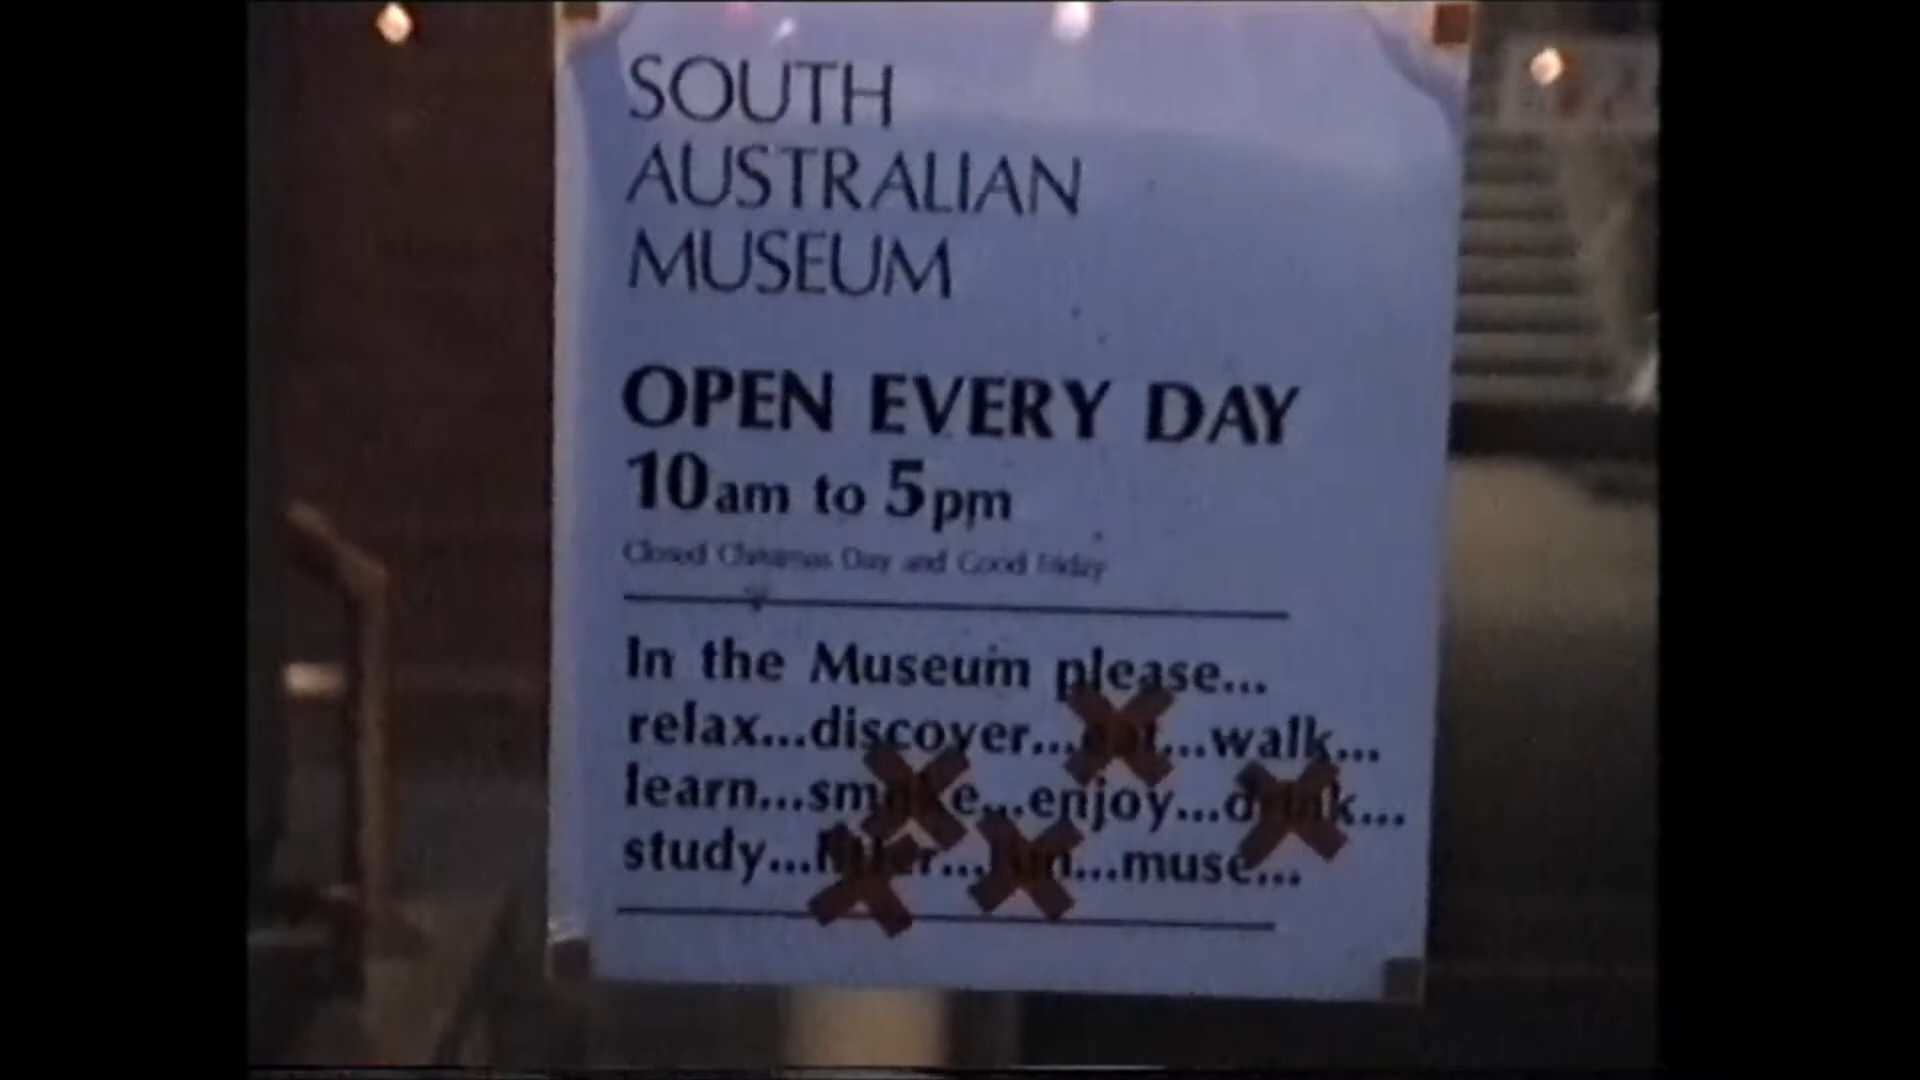 SOUTH
AUSTRALIAN
MUSEUM
OPEN EVERY DAY
10am to 5pm
Closed Christmas Day and Good Friday
In the Museum please...
relax...discover...eat...walk...
learn...smoke...enjoy...drink...
study...litter...run...muse...